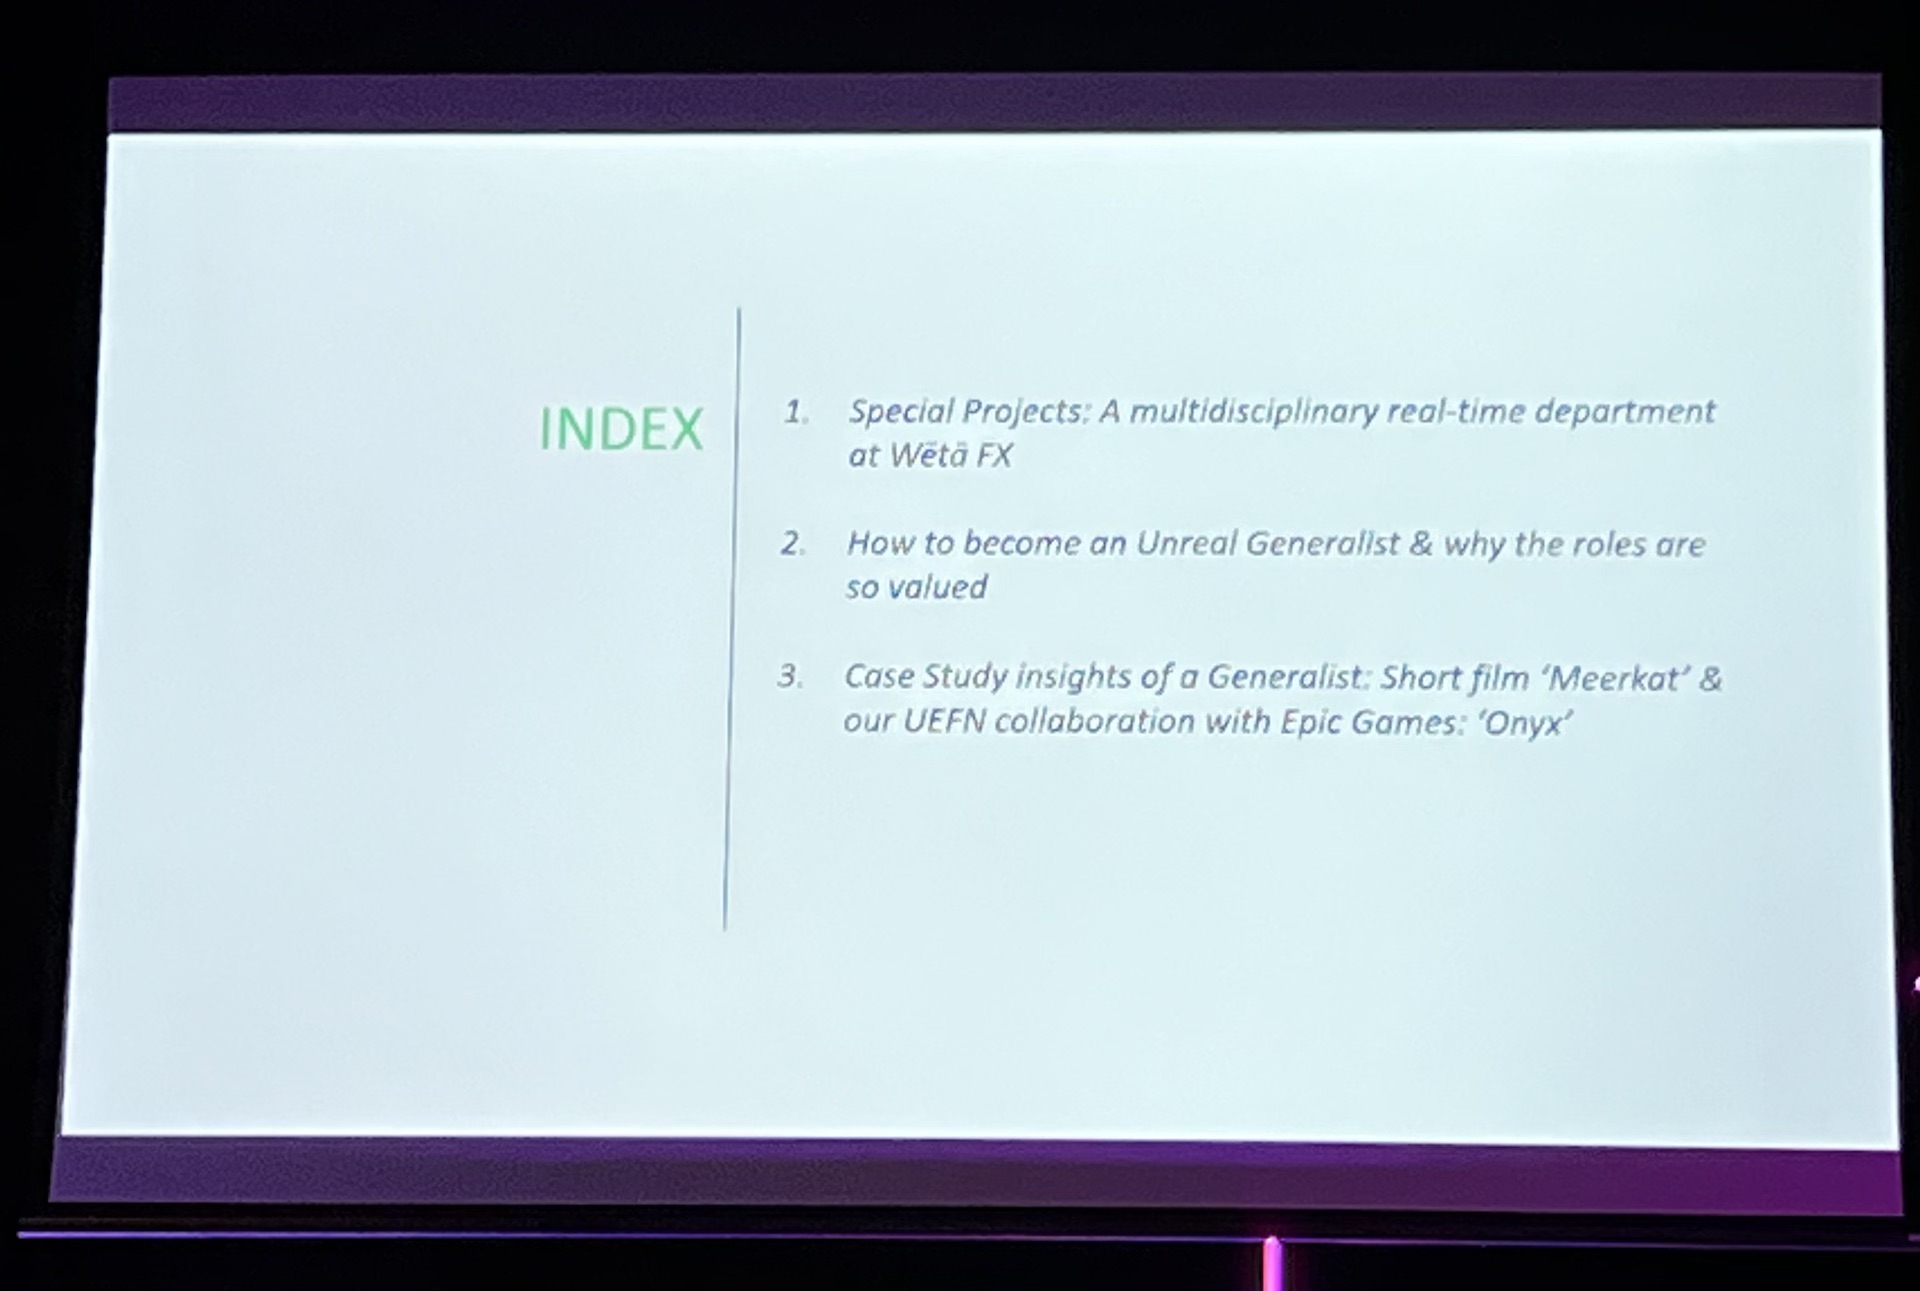 INDEX
1. Special Projects: A multidisciplinary real-time department
at Wētā FX
2. How to become an Unreal Generalist & why the roles are
so valued
3. Case Study insights of a Generalist: Short film ‘Meerkat’ &
our UEFN collaboration with Epic Games: ‘Onyx’